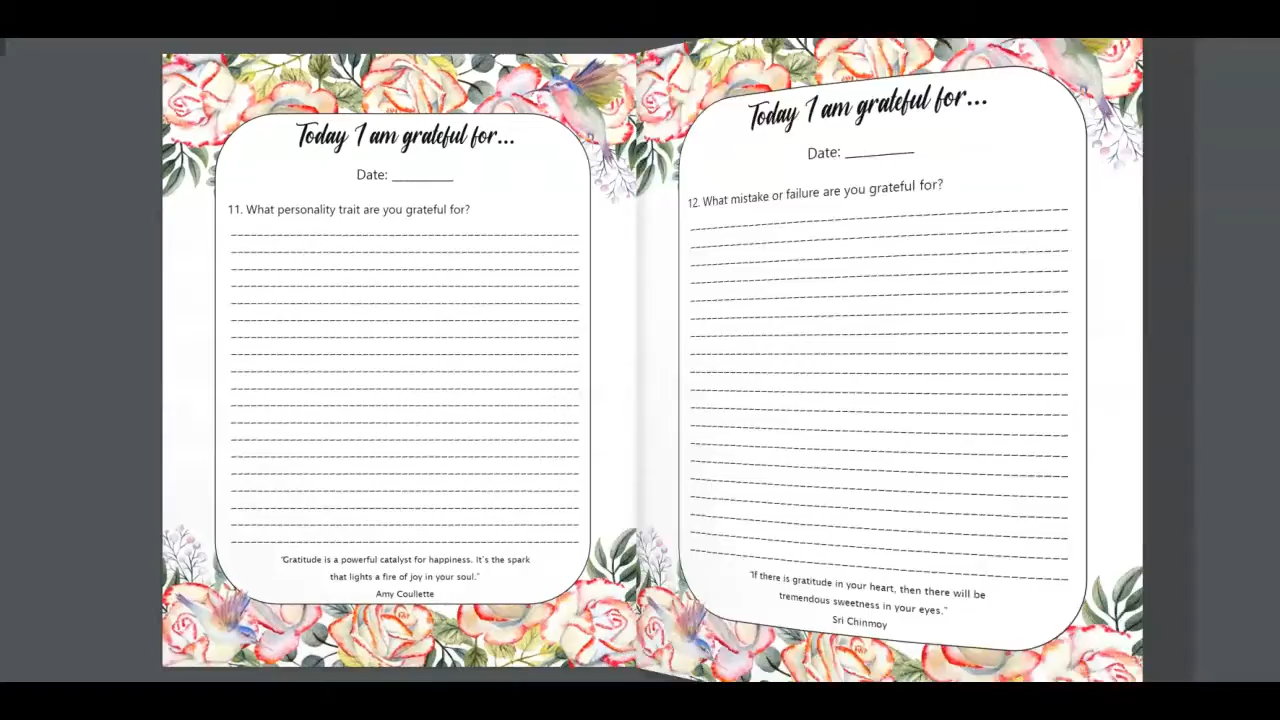 Today I am grateful for...
Date: _________
11. What personality trait are you grateful for?
"Gratitude is a powerful catalyst for happiness. It's the spark
that lights a fire of joy in your soul."
Amy Coullette
Today I am grateful for...
Date: _________
12. What mistake or failure are you grateful for?
"If there is gratitude in your heart, then there will be
tremendous sweetness in your eyes."
Sri Chinmoy